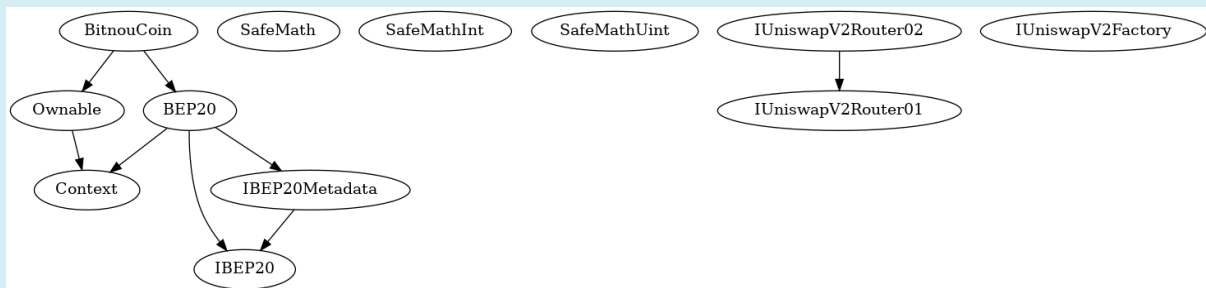 BitnouCoin
SafeMath
SafeMathInt
SafeMathUint
IUniswapV2Router02
IUniswapV2Factory
Ownable
BEP20
IUniswapV2Router01
Context
IBEP20Metadata
IBEP20